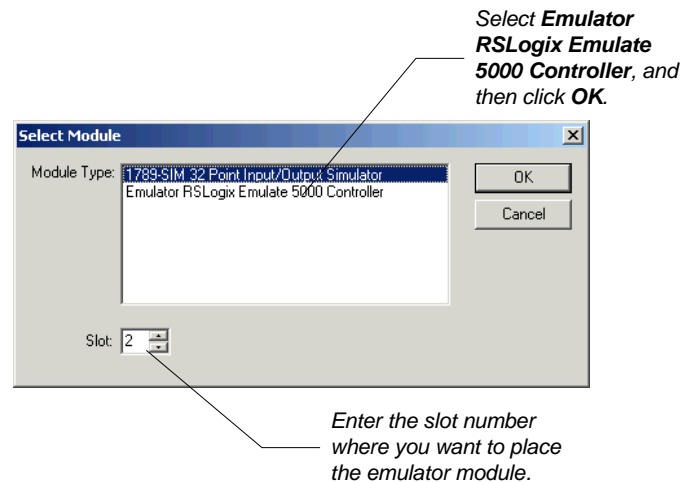 Select Emulator
RSLogix Emulate
5000 Controller, and
then click OK.
Select Module
Module Type:
1789-SIM 32 Point Input/Output Simulator
Emulator RSLogix Emulate 5000 Controller
OK
Cancel
Slot: 2
Enter the slot number
where you want to place
the emulator module.